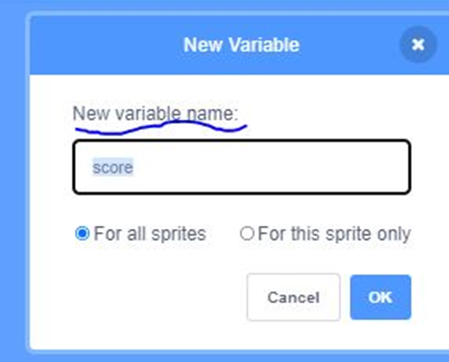 New Variable
New variable name:
score
For all sprites
For this sprite only
Cancel
OK